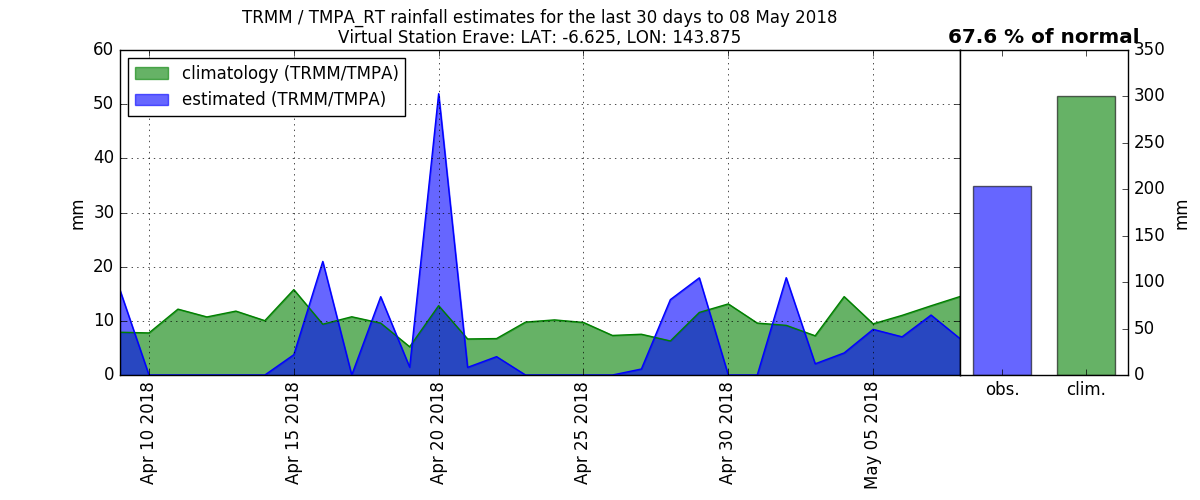 TRMM / TMPA_RT rainfall estimates for the last 30 days to 08 May 2018
Virtual Station Erave: LAT: -6.625, LON: 143.875
67.6 % of normal
climatology (TRMM/TMPA)
estimated (TRMM/TMPA)
mm
60
50
40
30
20
10
0
Apr 10 2018
Apr 15 2018
Apr 20 2018
Apr 25 2018
Apr 30 2018
May 05 2018
obs.
clim.
350
300
250
200
150
100
50
0
mm